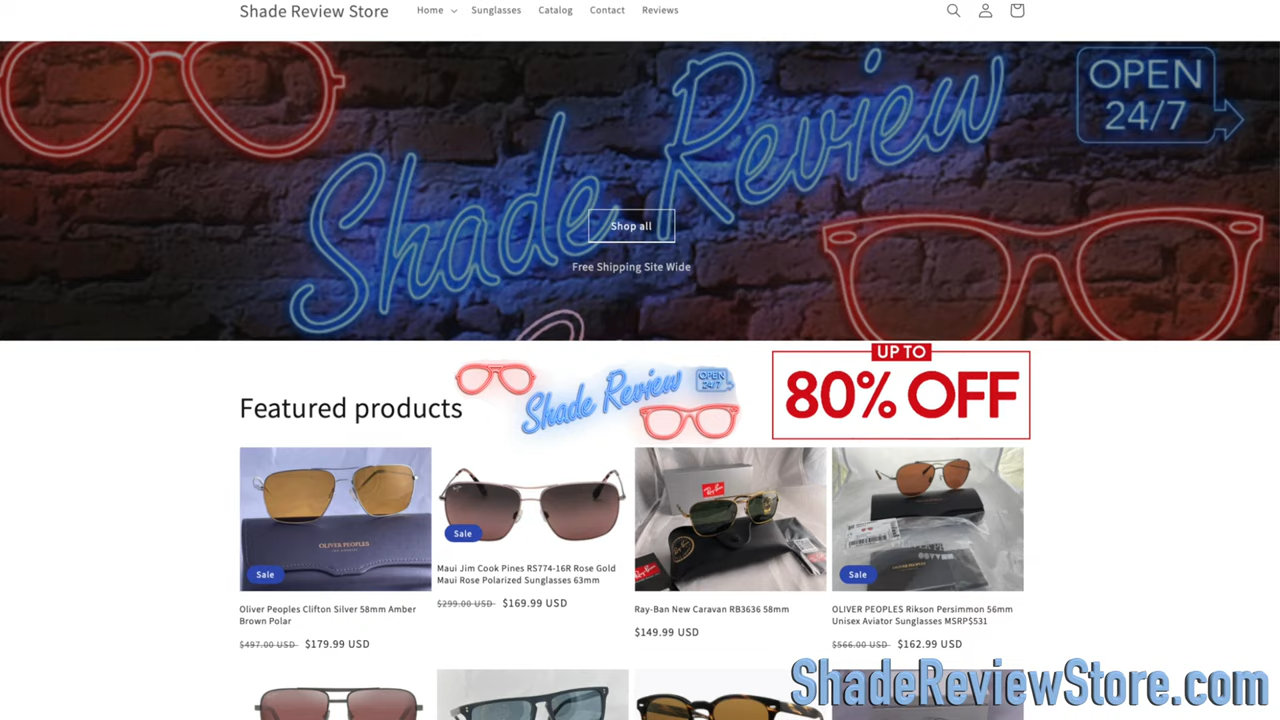 Shade Review Store
Home
Sunglasses
Catalog
Contact
Reviews
Shade Review
OPEN
24/7
Shop all
Free Shipping Site Wide
Featured products
Shade Review
OPEN
24/7
UP TO
80% OFF
OLIVER PEOPLES
Sale
Sale
Ray-Ban
Ray-Ban
Ray-Ban
Sale
Oliver Peoples Clifton Silver 58mm Amber
Brown Polar
$497.00 USD $179.99 USD
Maui Jim Cook Pines RS774-16R Rose Gold
Maui Rose Polarized Sunglasses 63mm
$299.00 USD $169.99 USD
Ray-Ban New Caravan RB3636 58mm
$149.99 USD
OLIVER PEOPLES Rikson Persimmon 56mm
Unisex Aviator Sunglasses MSRP$531
$566.00 USD $162.99 USD
ShadeReviewStore.com